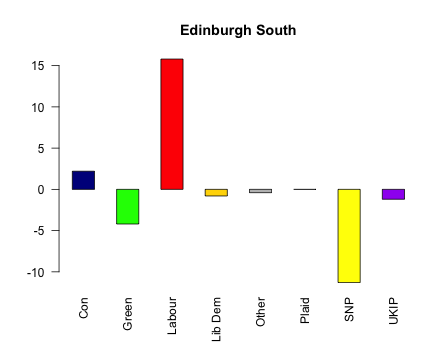 Edinburgh South
15
10
5
0
-5
-10
Con
Green
Labour
Lib Dem
Other
Plaid
SNP
UKIP